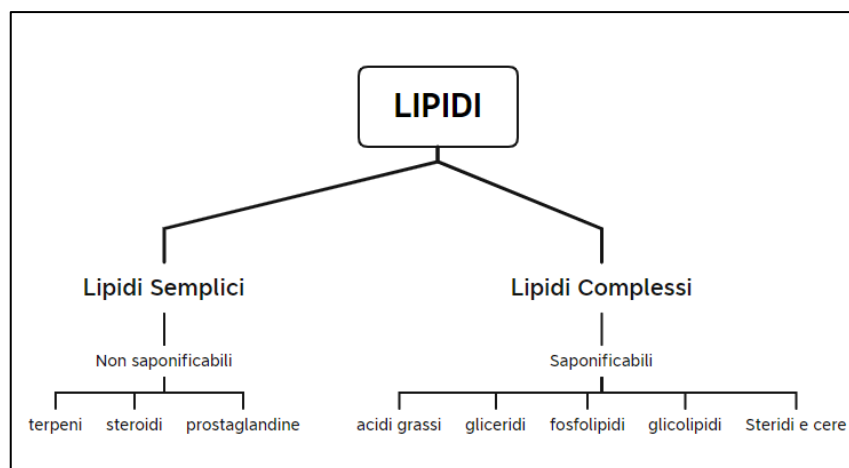 LIPIDI
Lipidi Semplici
Lipidi Complessi
Non saponificabili
Saponificabili
terpeni steroidi prostaglandine acidi grassi gliceridi fosfolipidi glicolipidi Steridi e cere